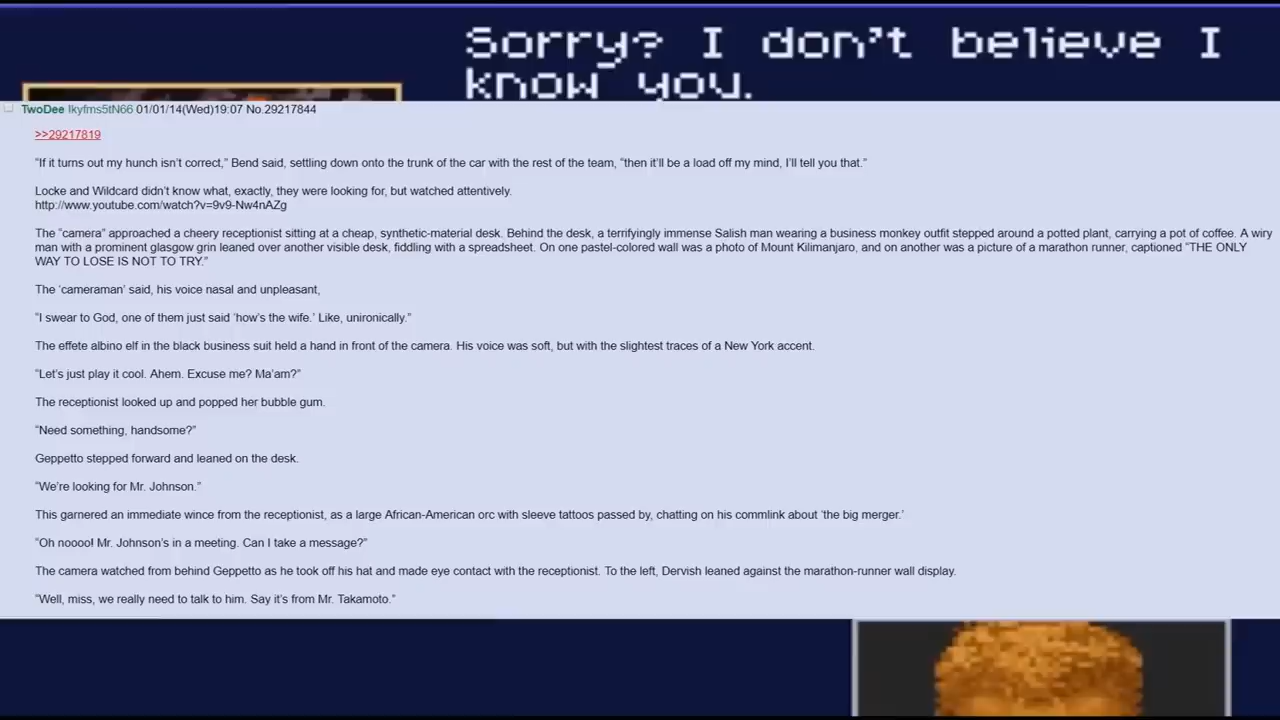 Sorry? I don't believe I
know you.
TwoDee Ikyfms5tN66 01/01/14(Wed)19:07 No.29217844
>>29217819
“If it turns out my hunch isn’t correct,” Bend said, settling down onto the trunk of the car with the rest of the team, “then it’ll be a load off my mind, I’ll tell you that.”
Locke and Wildcard didn’t know what, exactly, they were looking for, but watched attentively.
http://www.youtube.com/watch?v=9v9-Nw4nAZg
The “camera” approached a cheery receptionist sitting at a cheap, synthetic-material desk. Behind the desk, a terrifyingly immense Salish man wearing a business monkey outfit stepped around a potted plant, carrying a pot of coffee. A wiry
man with a prominent glasgow grin leaned over another visible desk, fiddling with a spreadsheet. On one pastel-colored wall was a photo of Mount Kilimanjaro, and on another was a picture of a marathon runner, captioned “THE ONLY
WAY TO LOSE IS NOT TO TRY.”
The ‘cameraman’ said, his voice nasal and unpleasant,
“I swear to God, one of them just said ‘how’s the wife.’ Like, unironically.”
The effete albino elf in the black business suit held a hand in front of the camera. His voice was soft, but with the slightest traces of a New York accent.
“Let’s just play it cool. Ahem. Excuse me? Ma’am?”
The receptionist looked up and popped her bubble gum.
“Need something, handsome?”
Geppetto stepped forward and leaned on the desk.
“We’re looking for Mr. Johnson.”
This garnered an immediate wince from the receptionist, as a large African-American orc with sleeve tattoos passed by, chatting on his commlink about ‘the big merger.’
“Oh noooo! Mr. Johnson’s in a meeting. Can I take a message?”
The camera watched from behind Geppetto as he took off his hat and made eye contact with the receptionist. To the left, Dervish leaned against the marathon-runner wall display.
“Well, miss, we really need to talk to him. Say it’s from Mr. Takamoto.”